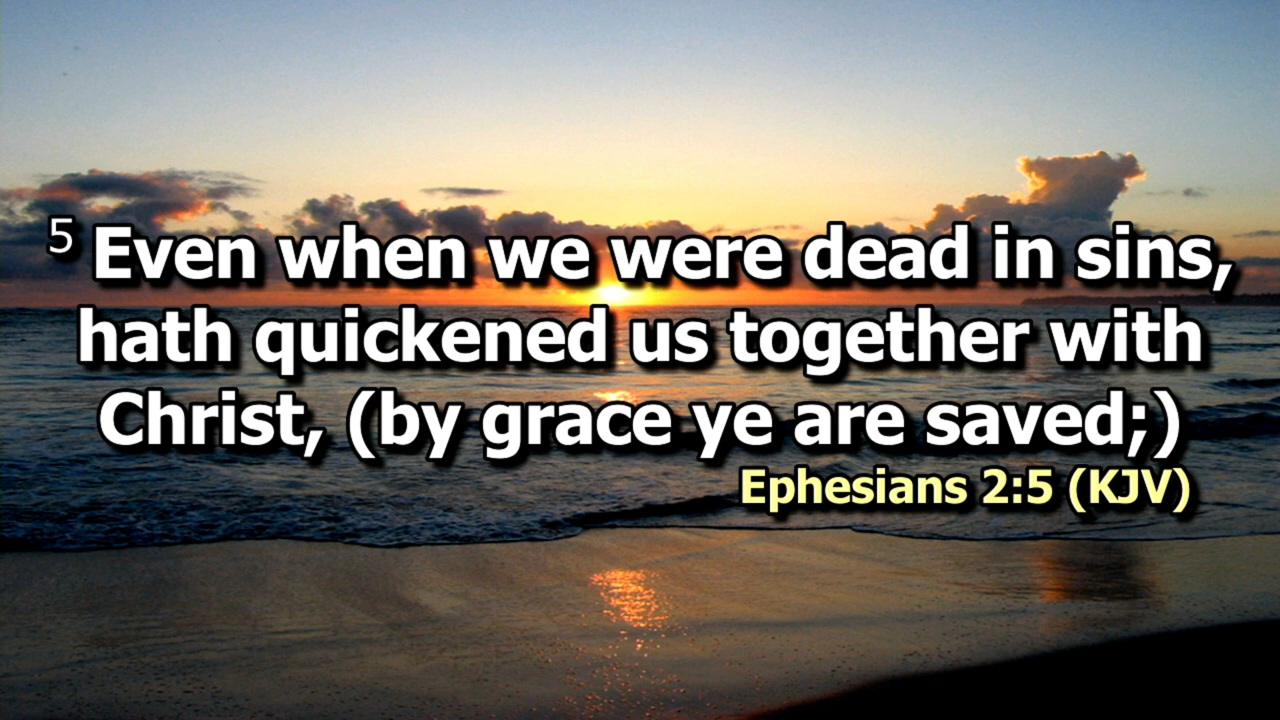 5 Even when we were dead in sins,
hath quickened us together with
Christ, (by grace ye are saved;)
Ephesians 2:5 (KJV)